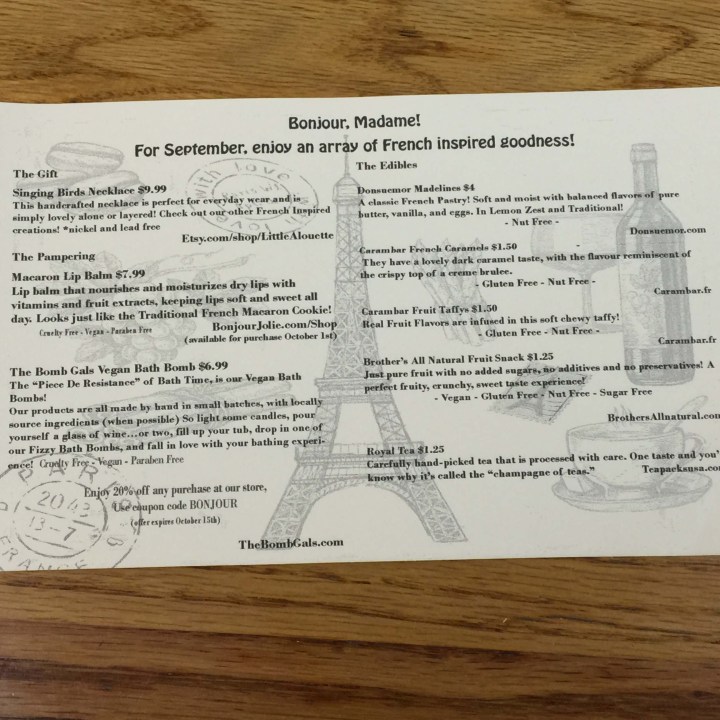 Bonjour, Madame!
For September, enjoy an array of French inspired goodness!
The Gift
Singing Birds Necklace $9.99
This handcrafted necklace is perfect for everyday wear and is
simply lovely alone or layered! Check out our other French Inspired
creations! *nickel and lead free
Etsy.com/shop/LittleAlouette
The Pampering
Macaron Lip Balm $7.99
Lip balm that nourishes and moisturizes dry lips with
vitamins and fruit extracts, keeping lips soft and sweet all
day. Looks just like the Traditional French Macaron Cookie!
Cruelty Free - Vegan - Paraben Free
BonjourJolie.com/Shop
(available for purchase October 1st)
The Bomb Gals Vegan Bath Bomb $6.99
The "Piece De Resistance" of Bath Time, is our Vegan Bath
Bombs!
Our products are all made by hand in small batches, with locally
source ingredients (when possible) So light some candles, pour
yourself a glass of wine...or two, fill up your tub, drop in one of
our Fizzy Bath Bombs, and fall in love with your bathing experi-
ence! Cruelty Free - Vegan - Paraben Free
Enjoy 20% off any purchase at our store,
Use coupon code BONJOUR
(offer expires October 15th)
TheBombGals.com
The Edibles
Donsuemor Madelines $4
A classic French Pastry! Soft and moist with balanced flavors of pure
butter, vanilla, and eggs. In Lemon Zest and Traditional!
- Nut Free -
Donsuemor.com
Carambar French Caramels $1.50
They have a lovely dark caramel taste, with the flavour reminiscent of
the crispy top of a creme brulee.
- Gluten Free - Nut Free -
Carambar.fr
Carambar Fruit Taffys $1.50
Real Fruit Flavors are infused in this soft chewy taffy!
- Gluten Free - Nut Free -
Carambar.fr
Brother's All Natural Fruit Snack $1.25
Just pure fruit with no added sugars, no additives and no preservatives! A
perfect fruity, crunchy, sweet taste experience!
- Vegan - Gluten Free - Nut Free - Sugar Free
BrothersAllnatural.com
Royal Tea $1.25
Carefully hand-picked tea that is processed with care. One taste and you'
know why it's called the "champagne of teas."
Teapacksusa.com
with love
PARIS
2043
13-7
FRANCE